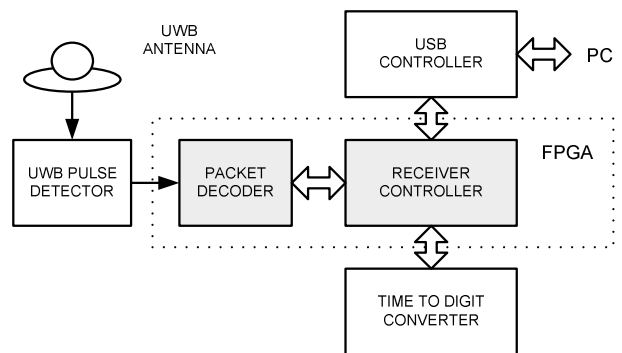 UWB
ANTENNA
USB
CONTROLLER
PC
FPGA
UWB PULSE
DETECTOR
PACKET
DECODER
RECEIVER
CONTROLLER
TIME TO DIGIT
CONVERTER